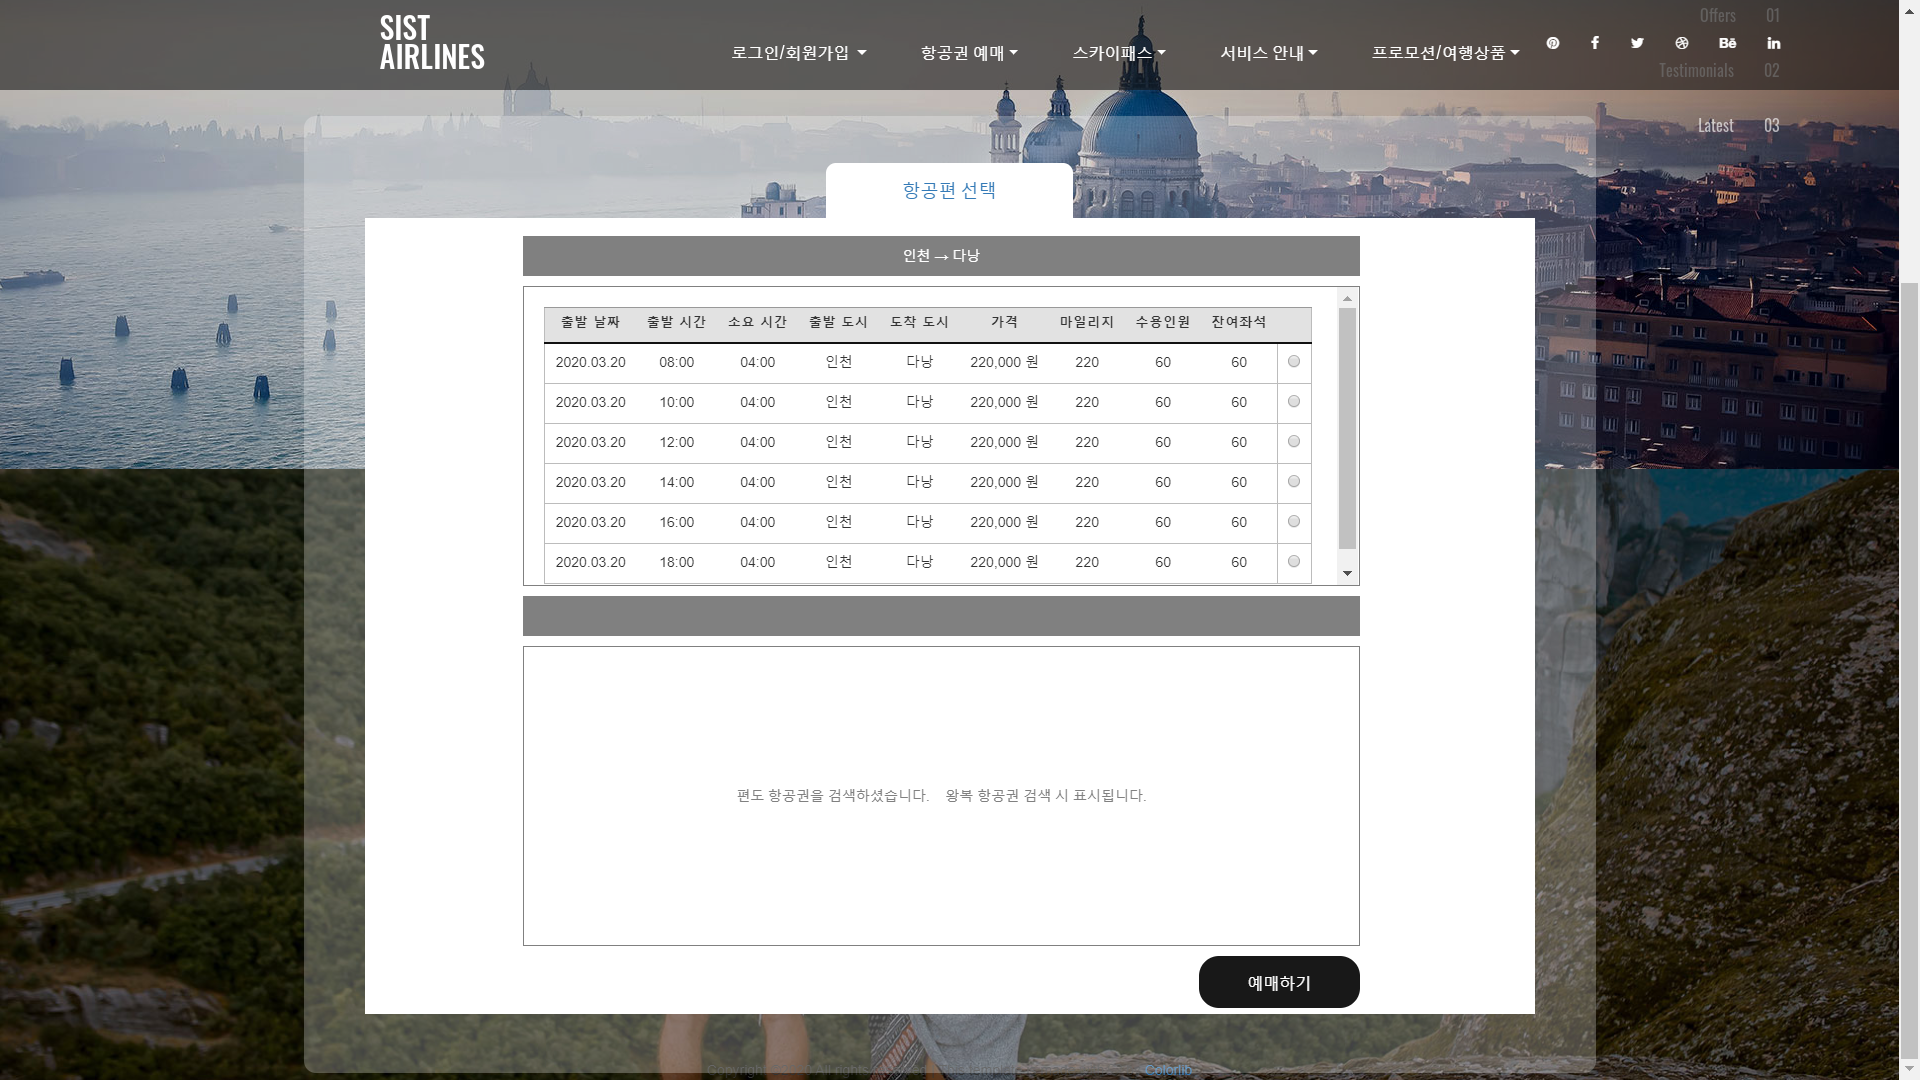 SIST
AIRLINES
로그인/회원가입
항공권 예매
스카이패스
서비스 안내
프로모션/여행상품
Offers 01
Testimonials 02
Latest 03
항공편 선택
인천 → 다낭
출발 날짜 출발 시간 소요 시간 출발 도시 도착 도시 가격 마일리지 수용인원 잔여좌석
2020.03.20 08:00 04:00 인천 다낭 220,000 원 220 60 60
2020.03.20 10:00 04:00 인천 다낭 220,000 원 220 60 60
2020.03.20 12:00 04:00 인천 다낭 220,000 원 220 60 60
2020.03.20 14:00 04:00 인천 다낭 220,000 원 220 60 60
2020.03.20 16:00 04:00 인천 다낭 220,000 원 220 60 60
2020.03.20 18:00 04:00 인천 다낭 220,000 원 220 60 60
편도 항공권을 검색하셨습니다. 왕복 항공권 검색 시 표시됩니다.
예매하기
All rights
Colorlib